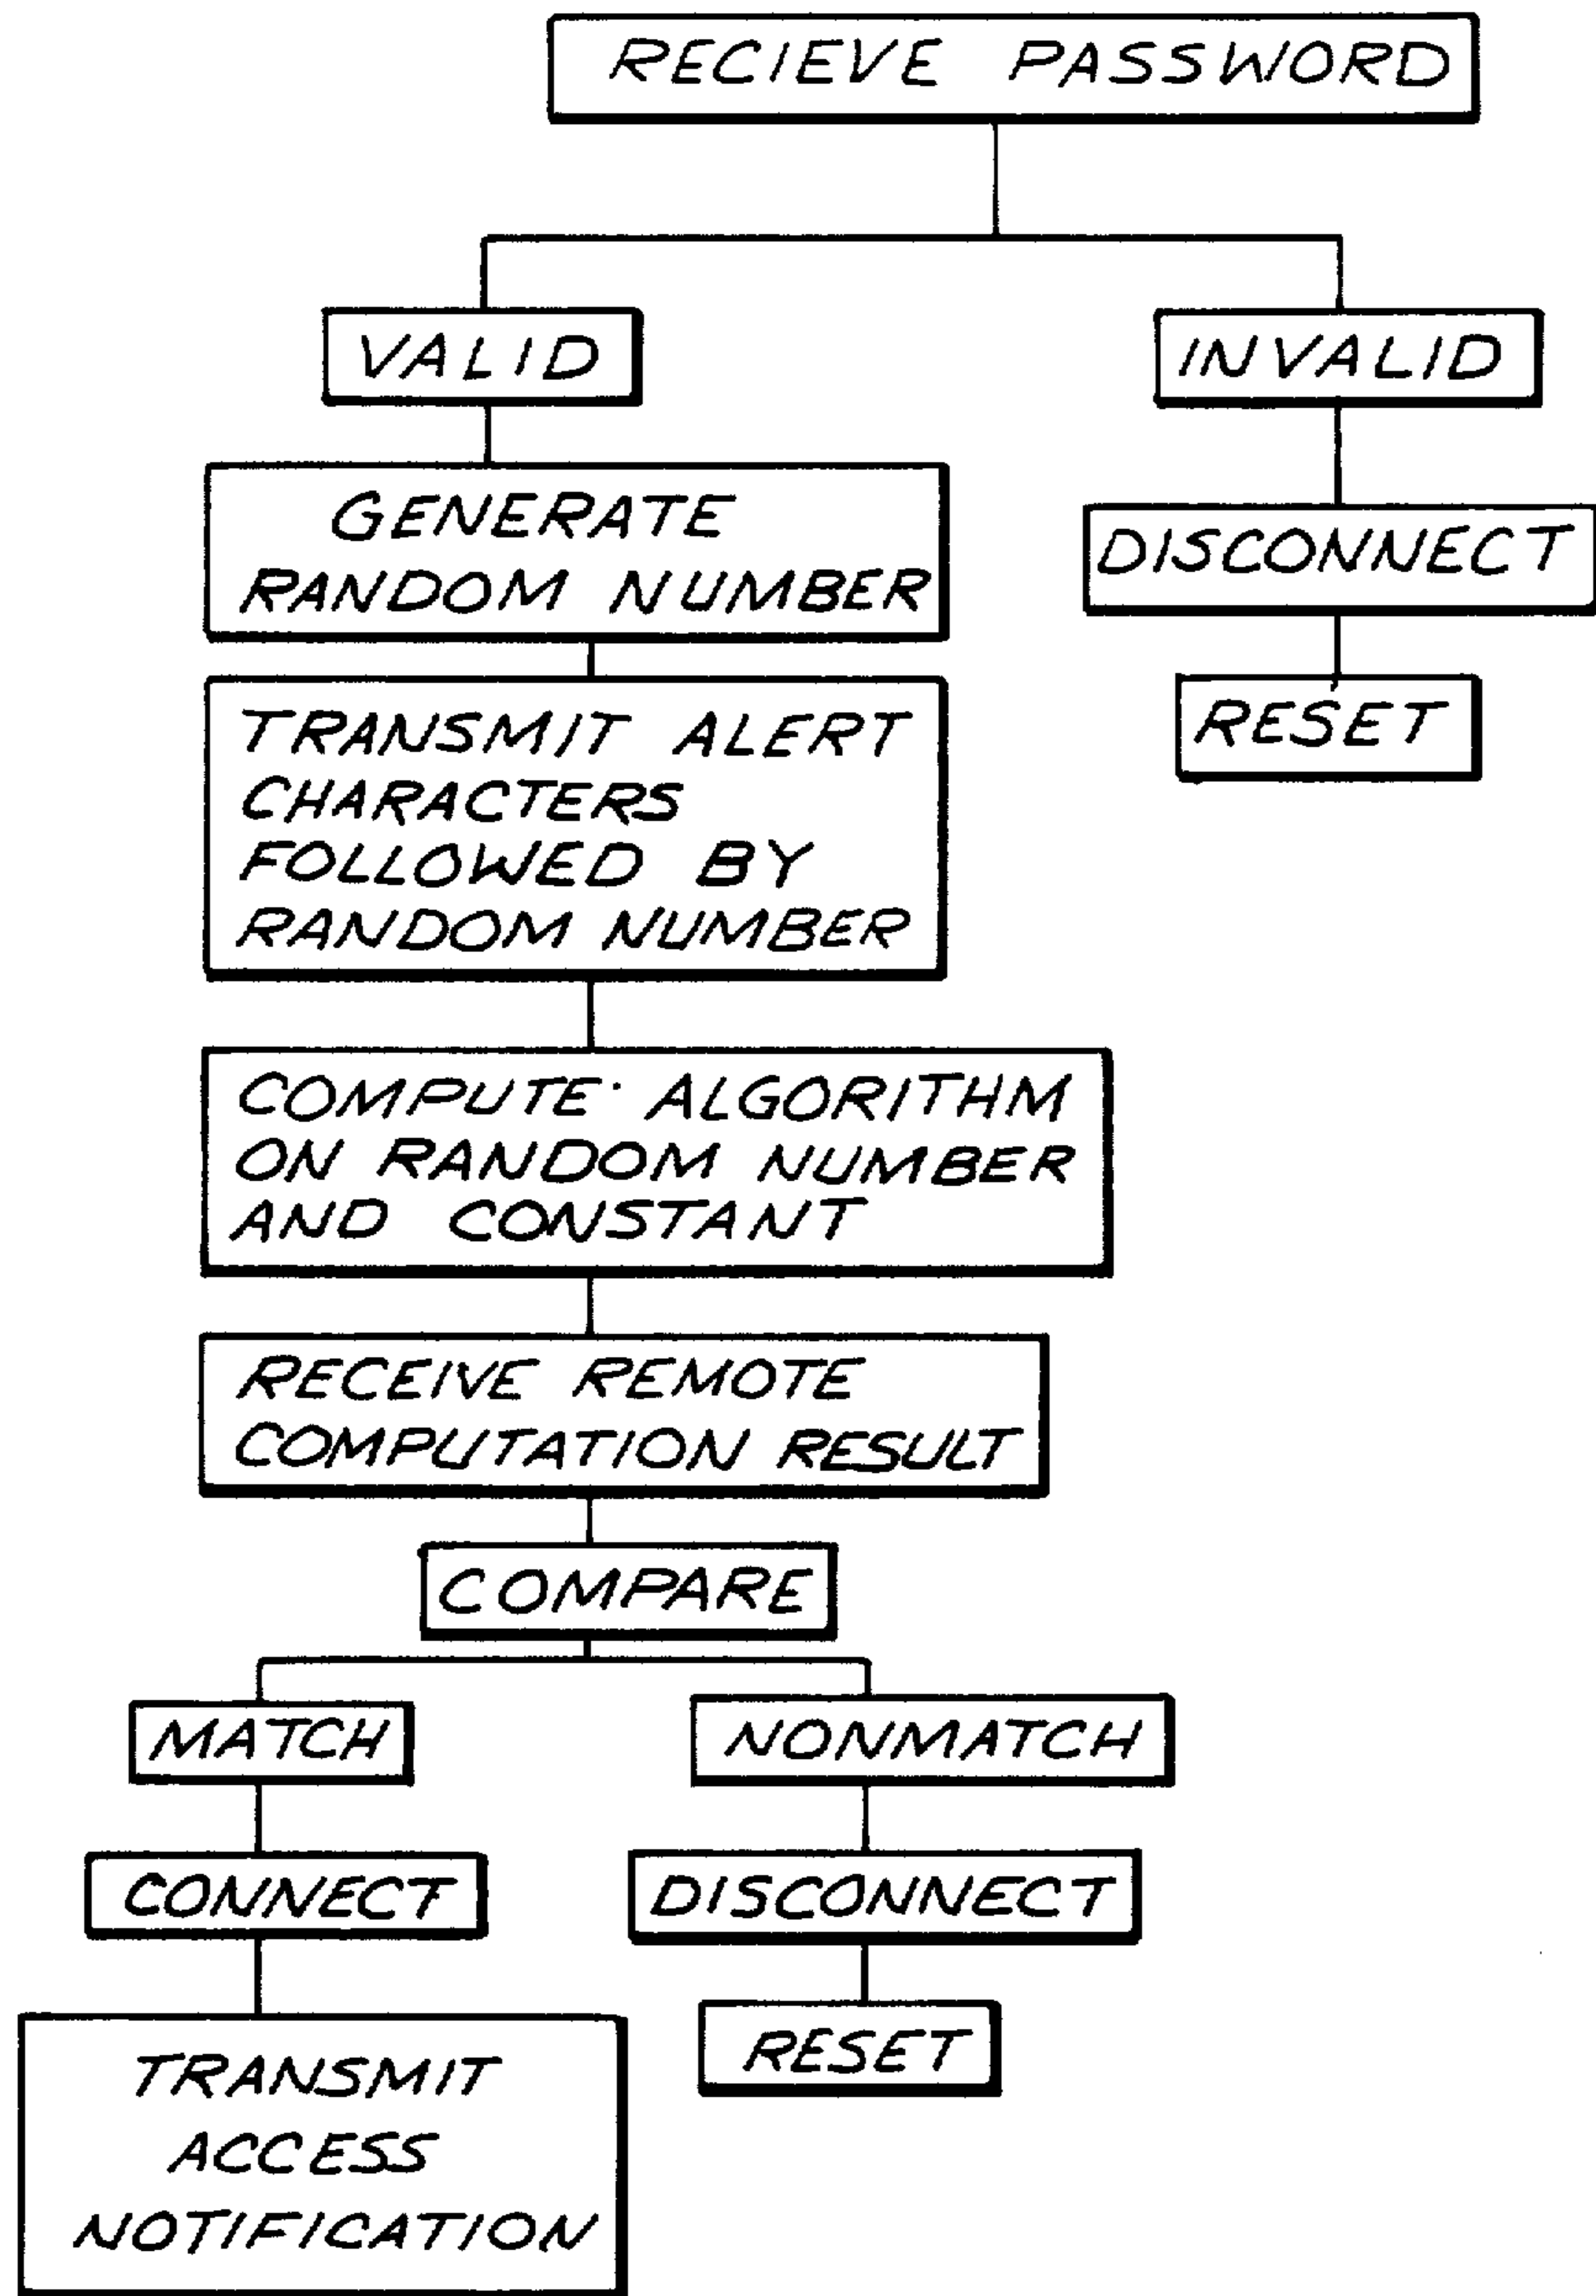 RECIEVE PASSWORD
VALID
INVALID
GENERATE
RANDOM NUMBER
DISCONNECT
RESET
TRANSMIT ALERT
CHARACTERS
FOLLOWED BY
RANDOM NUMBER
COMPUTE ALGORITHM
ON RANDOM NUMBER
AND CONSTANT
RECEIVE REMOTE
COMPUTATION RESULT
COMPARE
MATCH
NONMATCH
CONNECT
DISCONNECT
RESET
TRANSMIT
ACCESS
NOTIFICATION